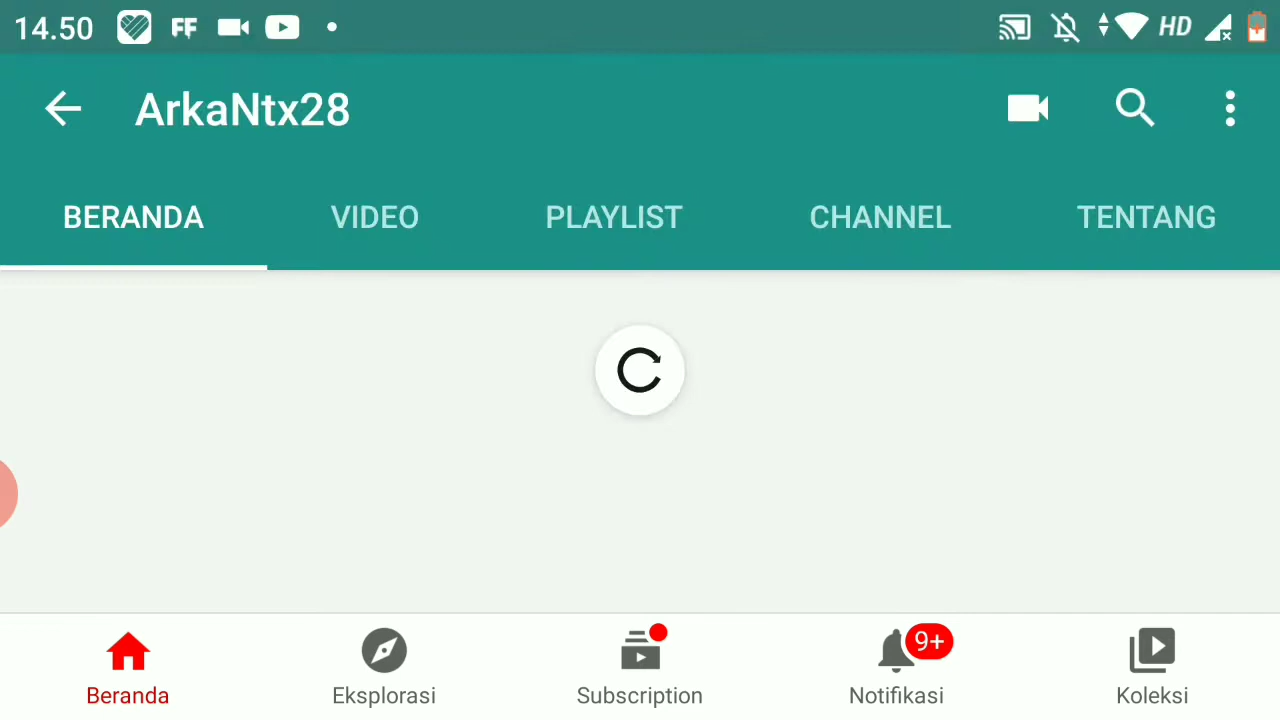 14.50 FF HD
ArkaNtx28
BERANDA VIDEO PLAYLIST CHANNEL TENTANG
9+
Beranda Eksplorasi Subscription Notifikasi Koleksi